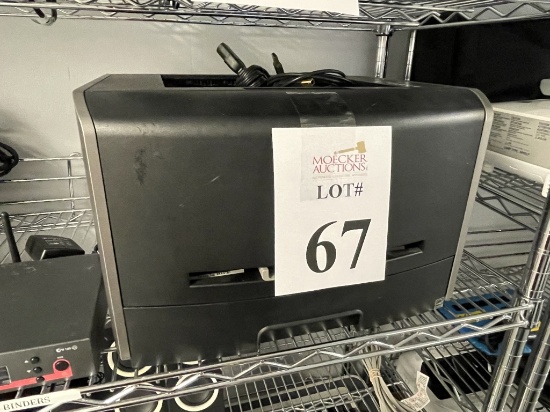 MOECKER
AUCTIONS
LOT#
67
BINDERS